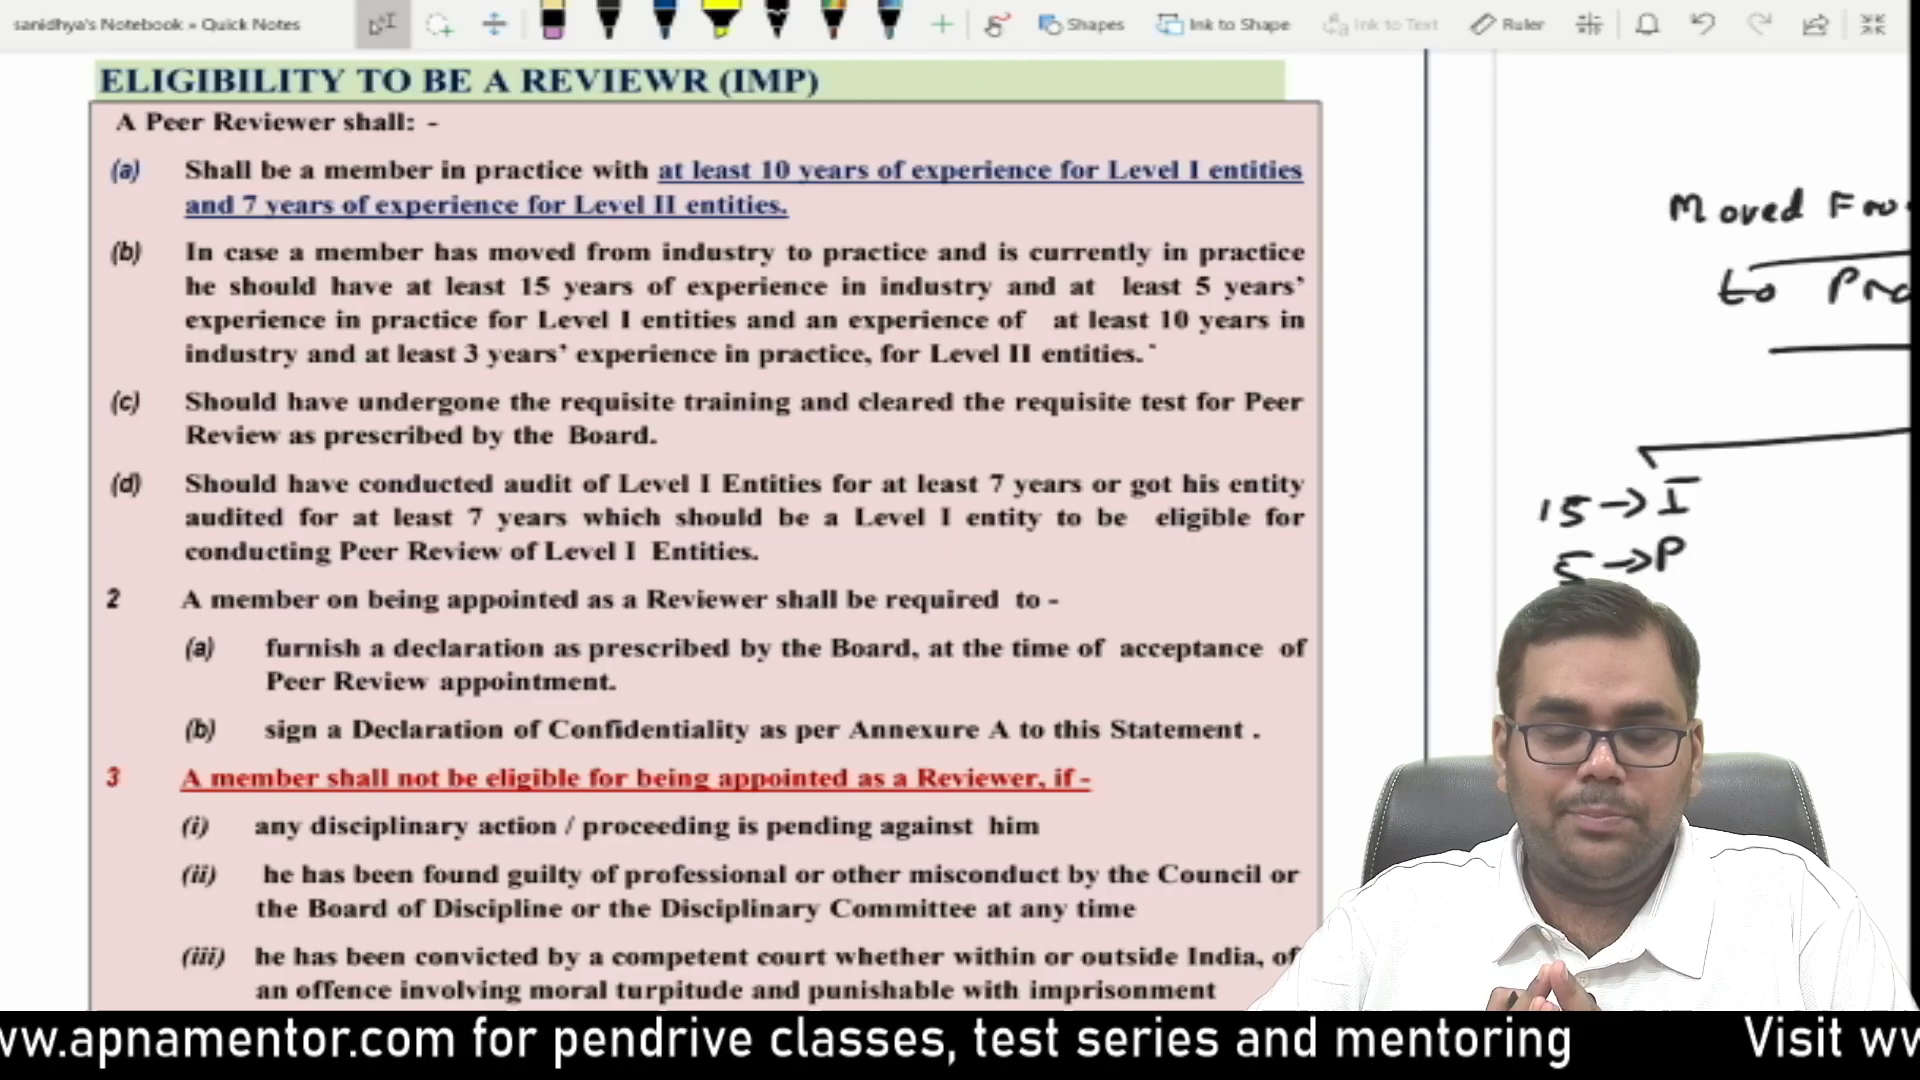 sanidhya's Notebook » Quick Notes
Shapes
Ink to Shape
Ink to Text
Ruler
ELIGIBILITY TO BE A REVIEWR (IMP)
A Peer Reviewer shall: -
(a) Shall be a member in practice with at least 10 years of experience for Level I entities
and 7 years of experience for Level II entities.
(b) In case a member has moved from industry to practice and is currently in practice
he should have at least 15 years of experience in industry and at least 5 years'
experience in practice for Level I entities and an experience of at least 10 years in
industry and at least 3 years' experience in practice, for Level II entities.`
(c) Should have undergone the requisite training and cleared the requisite test for Peer
Review as prescribed by the Board.
(d) Should have conducted audit of Level I Entities for at least 7 years or got his entity
audited for at least 7 years which should be a Level I entity to be eligible for
conducting Peer Review of Level I Entities.
2 A member on being appointed as a Reviewer shall be required to -
(a) furnish a declaration as prescribed by the Board, at the time of acceptance of
Peer Review appointment.
(b) sign a Declaration of Confidentiality as per Annexure A to this Statement .
3 A member shall not be eligible for being appointed as a Reviewer, if -
(i) any disciplinary action / proceeding is pending against him
(ii) he has been found guilty of professional or other misconduct by the Council or
the Board of Discipline or the Disciplinary Committee at any time
(iii) he has been convicted by a competent court whether within or outside India, of
an offence involving moral turpitude and punishable with imprisonment
Moved
to
15 → I
5 → P
ww.apnamentor.com for pendrive classes, test series and mentoring
Visit